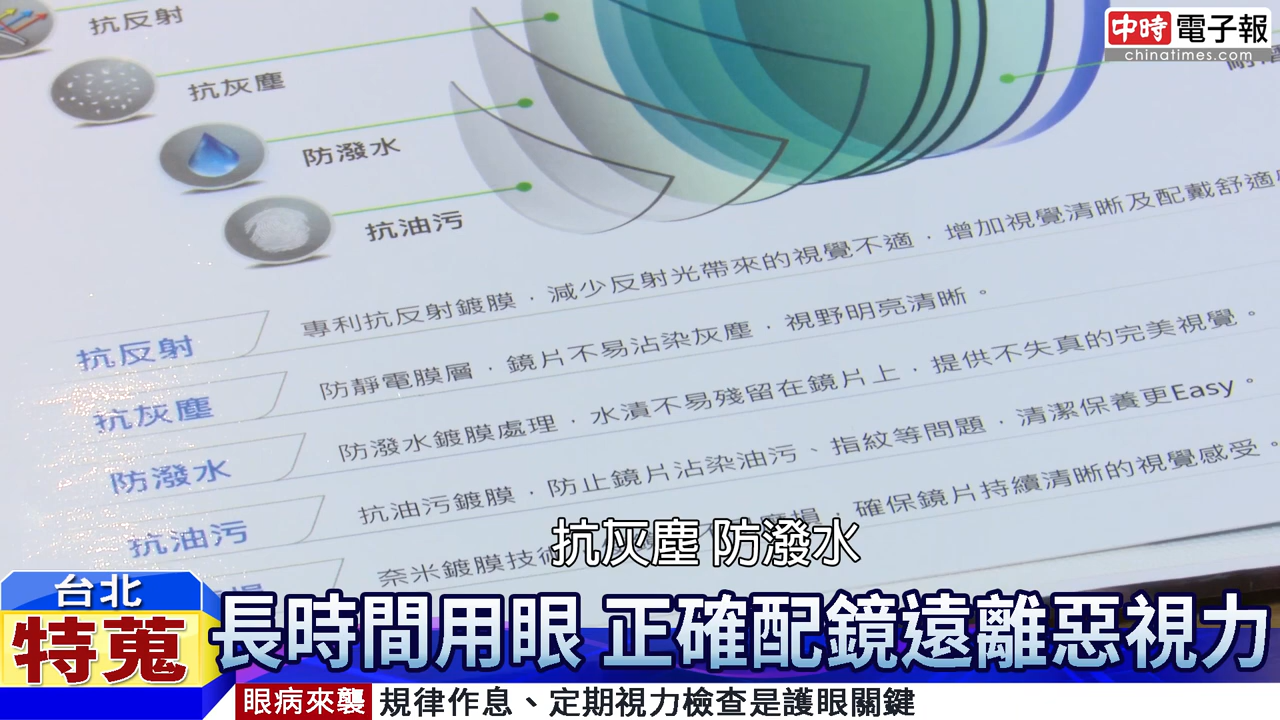 抗反射
中時 電子報
chinatimes.com
抗灰塵
防潑水
抗油污
抗反射 專利抗反射鍍膜，減少反射光帶來的視覺不適，增加視覺清晰及配戴舒適
抗灰塵 防靜電膜層，鏡片不易沾染灰塵，視野明亮清晰。
防潑水 防潑水鍍膜處理，水漬不易殘留在鏡片上，提供不失真的完美視覺。
抗油污 抗油污鍍膜，防止鏡片沾染油污、指紋等問題，清潔保養更Easy。
奈米鍍膜技術 磨損，確保鏡片持續清晰的視覺感受。
抗灰塵 防潑水
台北
特蒐
長時間用眼 正確配鏡遠離惡視力
眼病來襲 規律作息、定期視力檢查是護眼關鍵